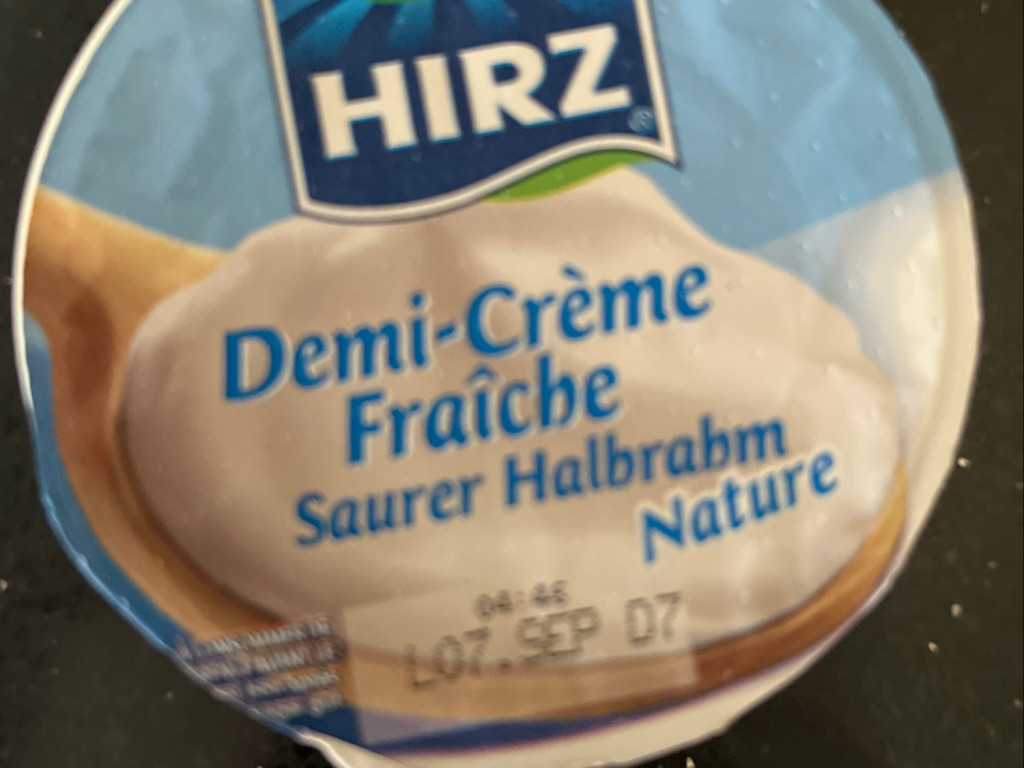 HIRZ®
Demi-Crème
Fraîche
Saurer Halbrahm
Nature
04:46
L07.SEP 07